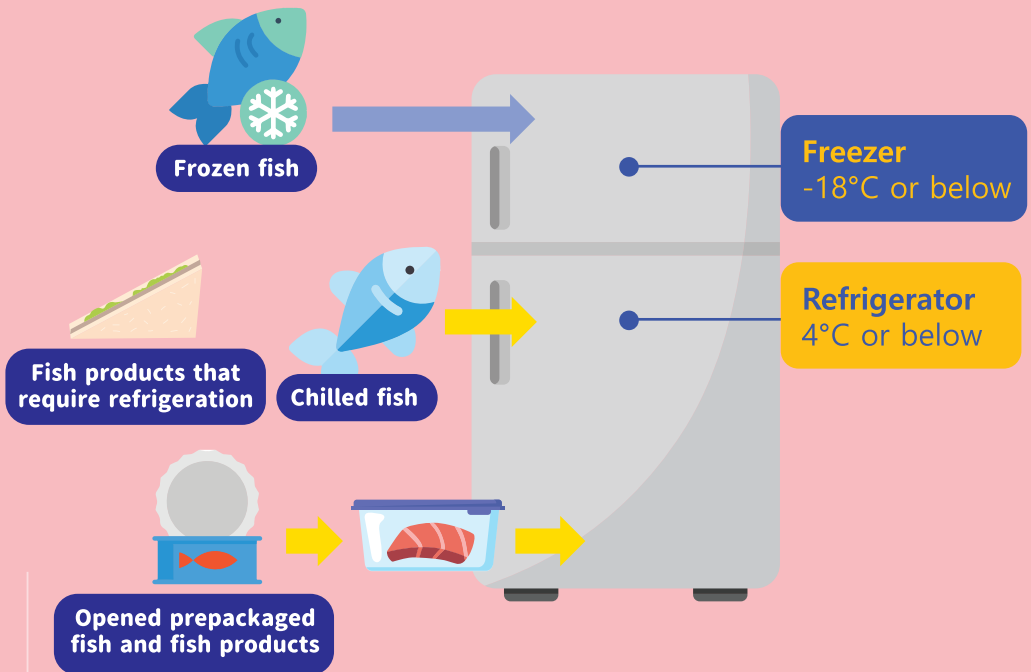 Frozen fish
Freezer
-18°C or below
Refrigerator
4°C or below
Fish products that
require refrigeration
Chilled fish
Opened prepackaged
fish and fish products